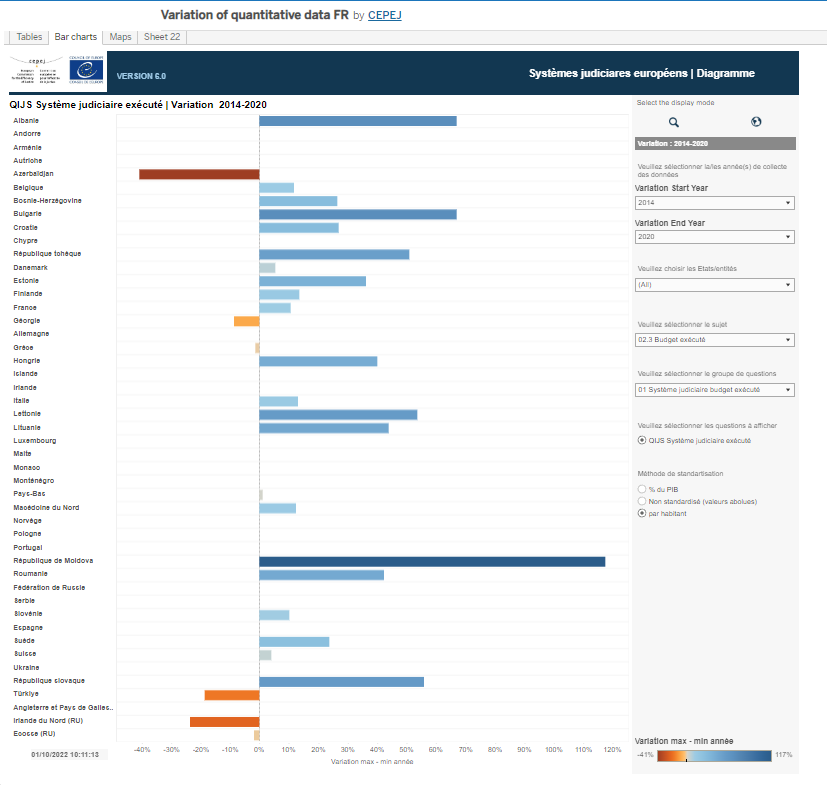 Variation of quantitative data FR by CEPEJ
Tables
Bar charts
Maps
Sheet 22
cepej
COUNCIL OF EUROPE
CONSEIL DE L'EUROPE
VERSION 6.0
Systèmes judiciares européens | Diagramme
QIJS Système judiciaire exécuté | Variation 2014-2020
Albanie
Andorre
Arménie
Autriche
Azerbaïdjan
Belgique
Bosnie-Herzégovine
Bulgarie
Croatie
Chypre
République tchèque
Danemark
Estonie
Finlande
France
Géorgie
Allemagne
Grèce
Hongrie
Islande
Irlande
Italie
Lettonie
Lituanie
Luxembourg
Malte
Monaco
Monténégro
Pays-Bas
Macédoine du Nord
Norvège
Pologne
Portugal
République de Moldova
Roumanie
Fédération de Russie
Serbie
Slovénie
Espagne
Suède
Suisse
Ukraine
République slovaque
Türkiye
Angleterre et Pays de Galles..
Irlande du Nord (RU)
Ecosse (RU)
-40% -30% -20% -10% 0% 10% 20% 30% 40% 50% 60% 70% 80% 90% 100% 110% 120%
Variation max - min année
01/10/2022 10:11:13
Select the display mode
Variation : 2014-2020
Veuillez sélectionner la/les année(s) de collecte
des données
Variation Start Year
2014
Variation End Year
2020
Veuillez choisir les Etats/entités
(All)
Veuillez sélectionner le sujet
02.3 Budget exécuté
Veuillez sélectionner le groupe de questions
01 Système judiciaire budget exécuté
Veuillez sélectionner les questions à afficher
QIJS Système judiciaire exécuté
Méthode de standartisation
% du PIB
Non standardisé (valeurs abolues)
par habitant
Variation max - min année
-41% 117%